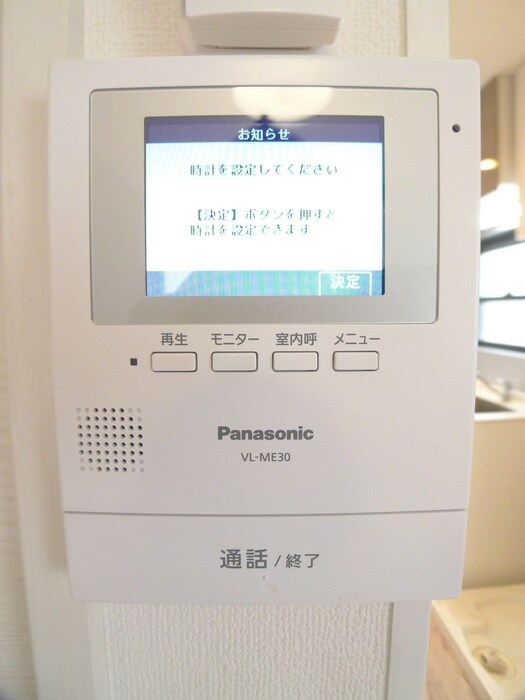 お知らせ
時計を設定してください
【決定】ボタンを押すと
時計を設定できます
決定
再生 モニター 室内呼 メニュー
Panasonic
VL-ME30
通話 / 終了